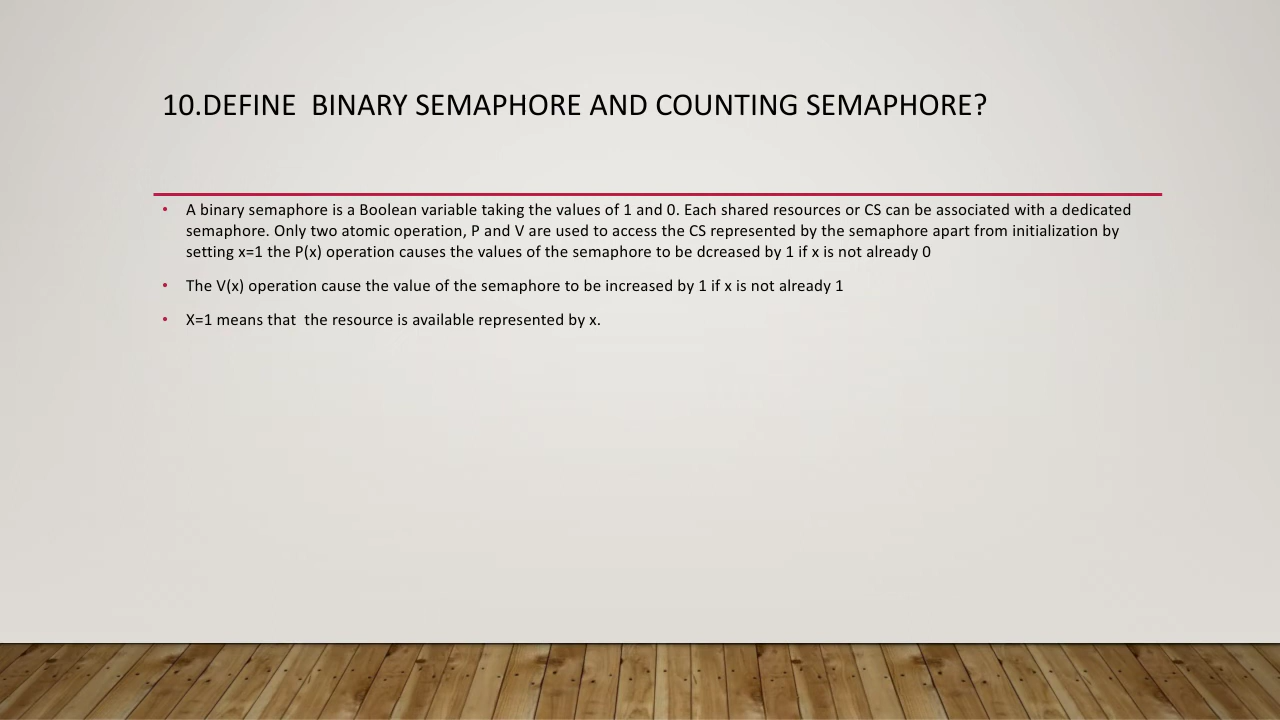 10.DEFINE  BINARY SEMAPHORE AND COUNTING SEMAPHORE?
• A binary semaphore is a Boolean variable taking the values of 1 and 0. Each shared resources or CS can be associated with a dedicated
semaphore. Only two atomic operation, P and V are used to access the CS represented by the semaphore apart from initialization by
setting x=1 the P(x) operation causes the values of the semaphore to be dcreased by 1 if x is not already 0
• The V(x) operation cause the value of the semaphore to be increased by 1 if x is not already 1
• X=1 means that  the resource is available represented by x.